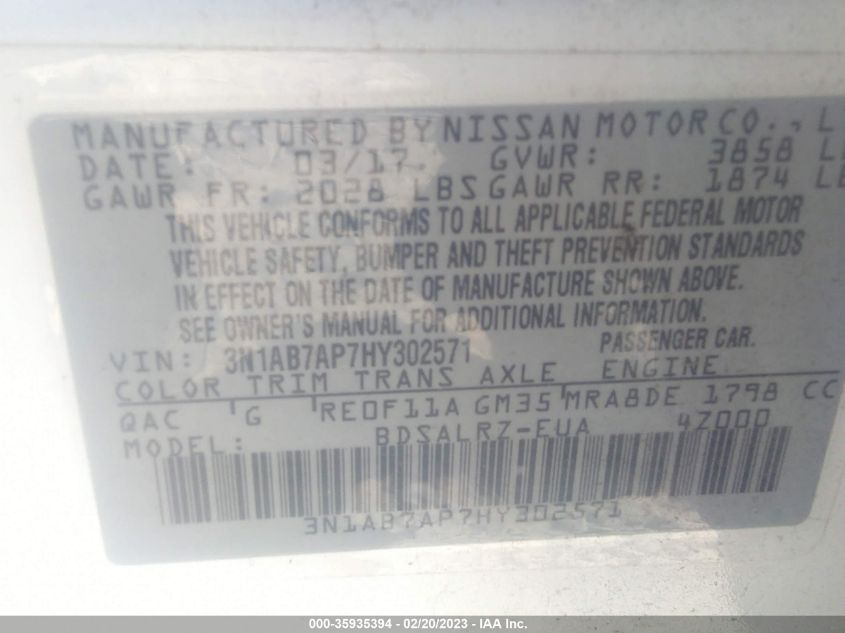 MANUFACTURED BY NISSAN MOTOR CO., L
DATE: 03/17. GVWR: 3858 L
GAWR FR: 2028 LBS GAWR RR: 1874 LB
THIS VEHICLE CONFORMS TO ALL APPLICABLE FEDERAL MOTOR
VEHICLE SAFETY, BUMPER AND THEFT PREVENTION STANDARDS
IN EFFECT ON THE DATE OF MANUFACTURE SHOWN ABOVE.
SEE OWNER'S MANUAL FOR ADDITIONAL INFORMATION.
VIN: 3N1AB7AP7HY302571 PASSENGER CAR.
COLOR TRIM TRANS AXLE ENGINE
QAC G RE0F11A GM35 MRA8DE 1798 CC
MODEL: BDSALRZ-EUA 4Z000
3N1AB7AP7HY302571
000-35935394 - 02/20/2023 - IAA Inc.